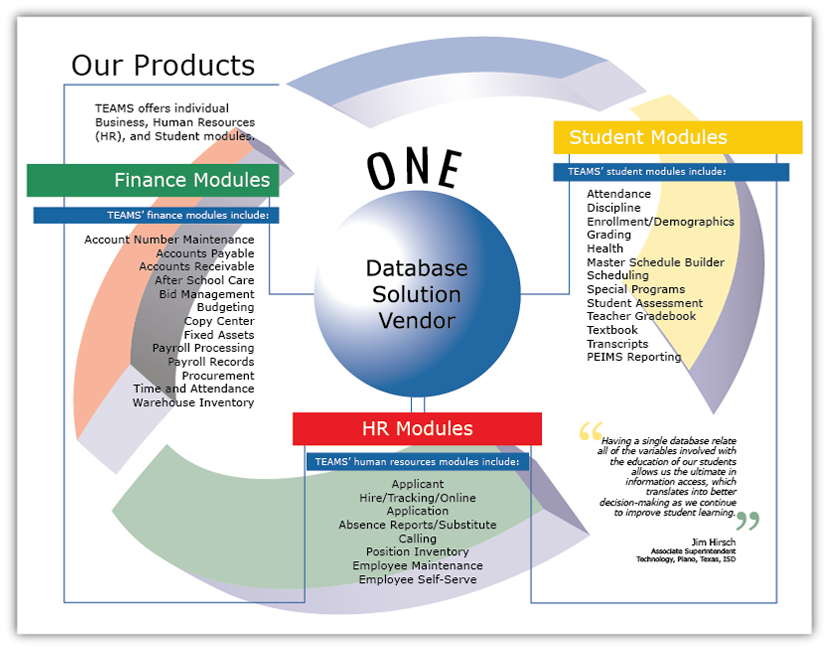 Our Products
TEAMS offers individual
Business, Human Resources
(HR), and Student modules.
Finance Modules
TEAMS’ finance modules include:
Account Number Maintenance
Accounts Payable
Accounts Receivable
After School Care
Bid Management
Budgeting
Copy Center
Fixed Assets
Payroll Processing
Payroll Records
Procurement
Time and Attendance
Warehouse Inventory
ONE
Database
Solution
Vendor
Student Modules
TEAMS’ student modules include:
Attendance
Discipline
Enrollment/Demographics
Grading
Health
Master Schedule Builder
Scheduling
Special Programs
Student Assessment
Teacher Gradebook
Textbook
Transcripts
PEIMS Reporting
HR Modules
TEAMS’ human resources modules include:
Applicant
Hire/Tracking/Online
Application
Absence Reports/Substitute
Calling
Position Inventory
Employee Maintenance
Employee Self-Serve
“Having a single database relate
all of the variables involved with
the education of our students
allows us the ultimate in
information access, which
translates into better
decision-making as we continue
to improve student learning.”
Jim Hirsch
Associate Superintendent
Technology, Plano, Texas, ISD